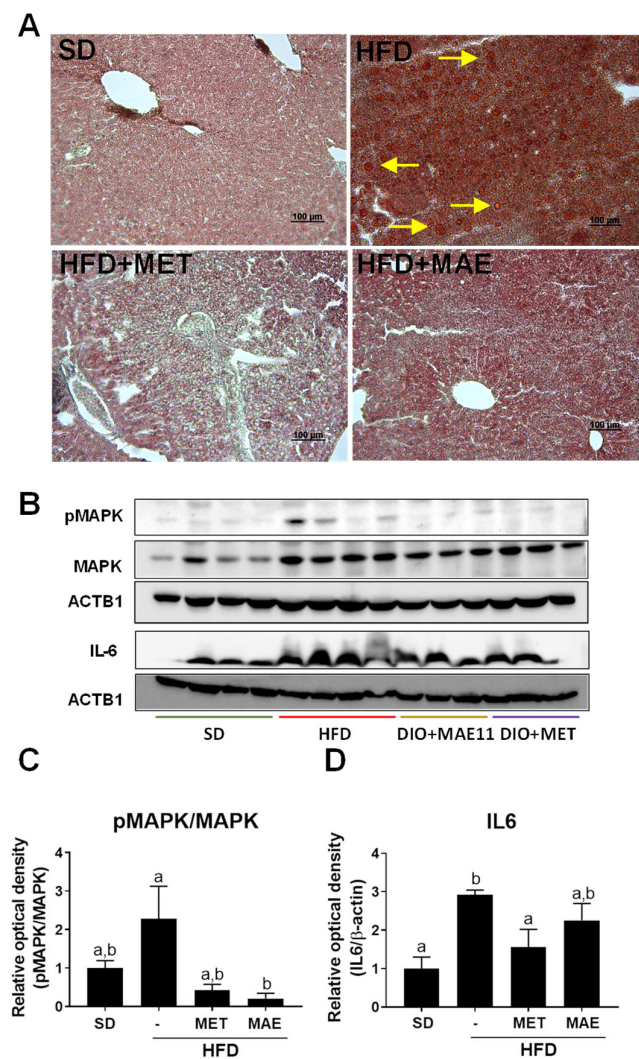 A
SD
HFD
100 µm
100 µm
HFD+MET
HFD+MAE
100 µm
100 µm
B
pMAPK
MAPK
ACTB1
IL-6
ACTB1
SD
HFD
DIO+MAE11
DIO+MET
C
D
pMAPK/MAPK
IL6
Relative optical density
(pMAPK/MAPK)
4
3
2
1
0
a,b
a
a,b
b
SD
-
MET
MAE
HFD
Relative optical density
(IL6/β-actin)
4
3
2
1
0
a
b
a
a,b
SD
-
MET
MAE
HFD